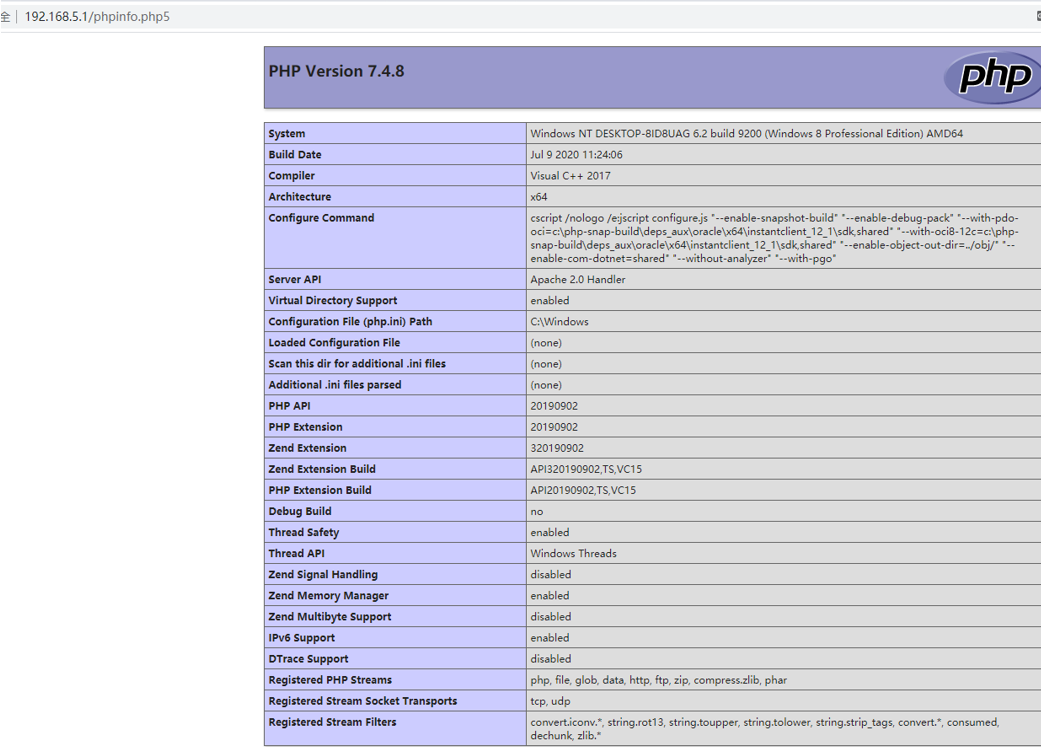 全 | 192.168.5.1/phpinfo.php5
PHP Version 7.4.8
php
System Windows NT DESKTOP-8ID8UAG 6.2 build 9200 (Windows 8 Professional Edition) AMD64
Build Date Jul 9 2020 11:24:06
Compiler Visual C++ 2017
Architecture x64
Configure Command cscript /nologo /e:jscript configure.js "--enable-snapshot-build" "--enable-debug-pack" "--with-pdo-
oci=c:\php-snap-build\deps_aux\oracle\x64\instantclient_12_1\sdk,shared" "--with-oci8-12c=c:\php-
snap-build\deps_aux\oracle\x64\instantclient_12_1\sdk,shared" "--enable-object-out-dir=../obj/" "--
enable-com-dotnet=shared" "--without-analyzer" "--with-pgo"
Server API Apache 2.0 Handler
Virtual Directory Support enabled
Configuration File (php.ini) Path C:\Windows
Loaded Configuration File (none)
Scan this dir for additional .ini files (none)
Additional .ini files parsed (none)
PHP API 20190902
PHP Extension 20190902
Zend Extension 320190902
Zend Extension Build API320190902,TS,VC15
PHP Extension Build API20190902,TS,VC15
Debug Build no
Thread Safety enabled
Thread API Windows Threads
Zend Signal Handling disabled
Zend Memory Manager enabled
Zend Multibyte Support disabled
IPv6 Support enabled
DTrace Support disabled
Registered PHP Streams php, file, glob, data, http, ftp, zip, compress.zlib, phar
Registered Stream Socket Transports tcp, udp
Registered Stream Filters convert.iconv.*, string.rot13, string.toupper, string.tolower, string.strip_tags, convert.*, consumed,
dechunk, zlib.*